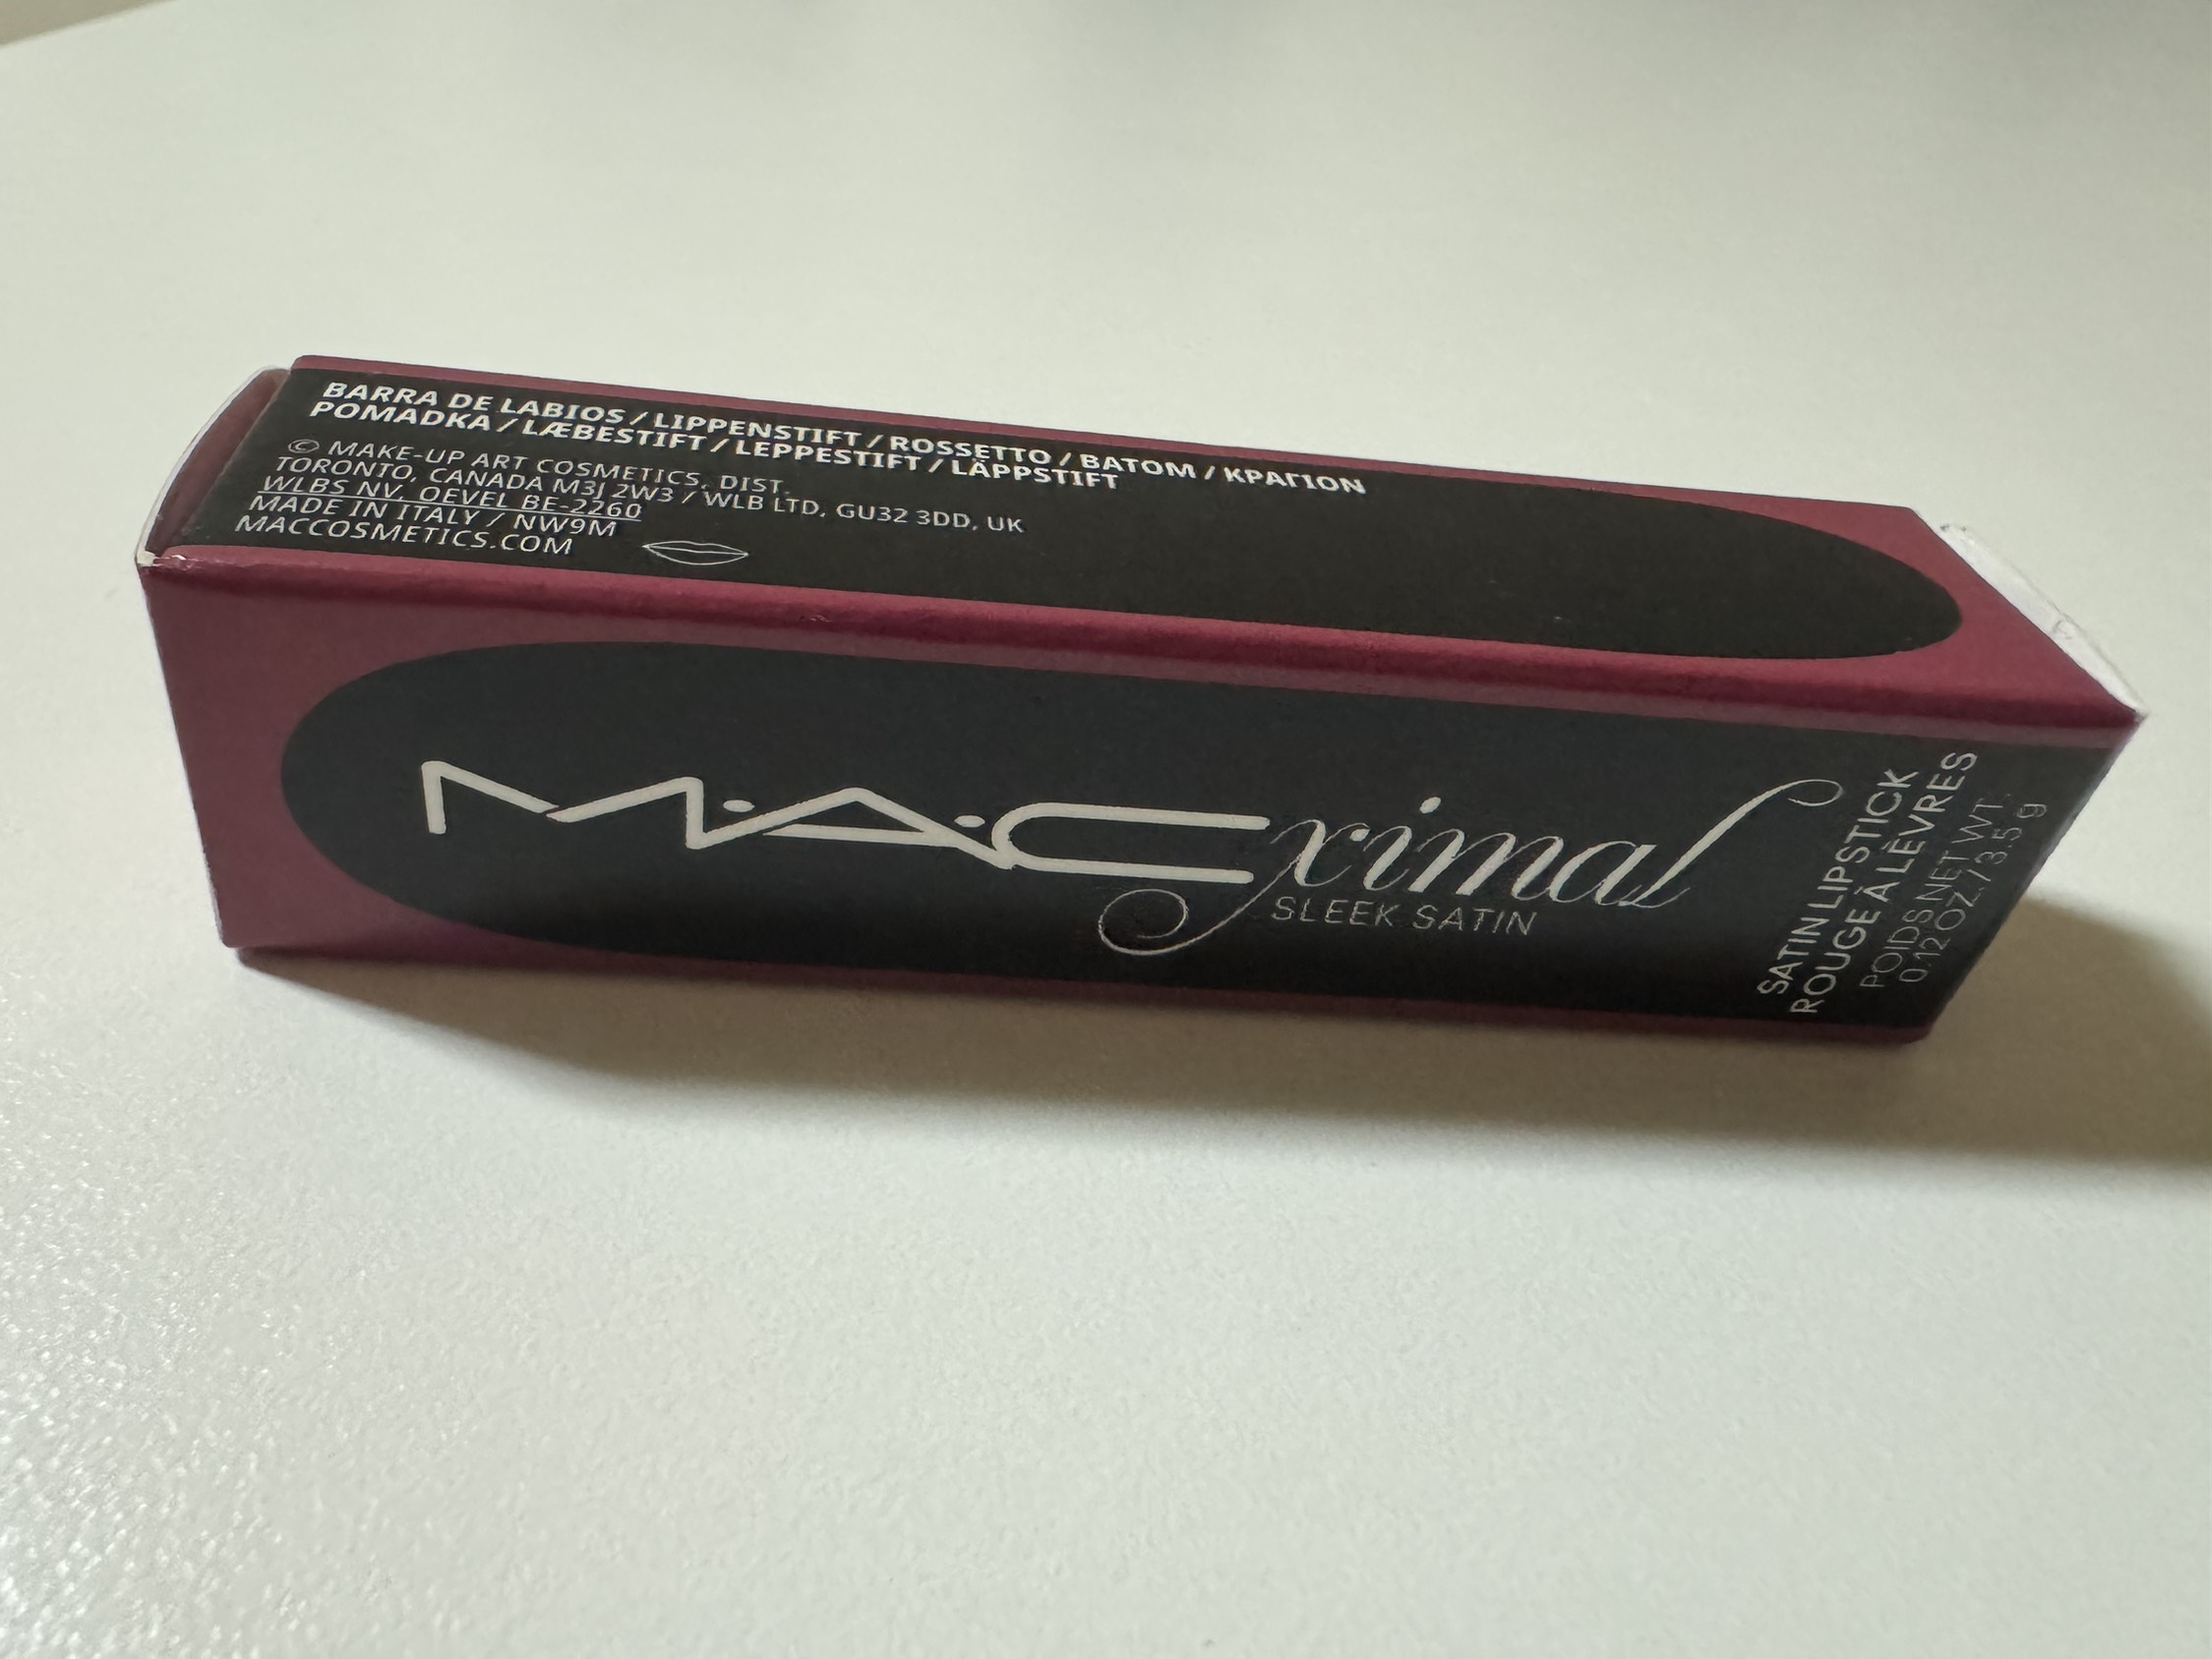 BARRA DE LABIOS / LIPPENSTIFT / ROSSETTO / BATOM / ΚΡΑΓΙΟΝ
POMADKA / LÆBESTIFT / LEPPESTIFT / LÄPPSTIFT
© MAKE-UP ART COSMETICS, DIST.
TORONTO, CANADA M3J 2W3 / WLB LTD, GU32 3DD, UK
WLBS NV, OEVEL BE-2260
MADE IN ITALY / NW9M
MACCOSMETICS.COM
M·A·Cximal
SLEEK SATIN
SATIN LIPSTICK
ROUGE À LÈVRES
POIDS NET WT.
0.12 OZ. / 3.5 g